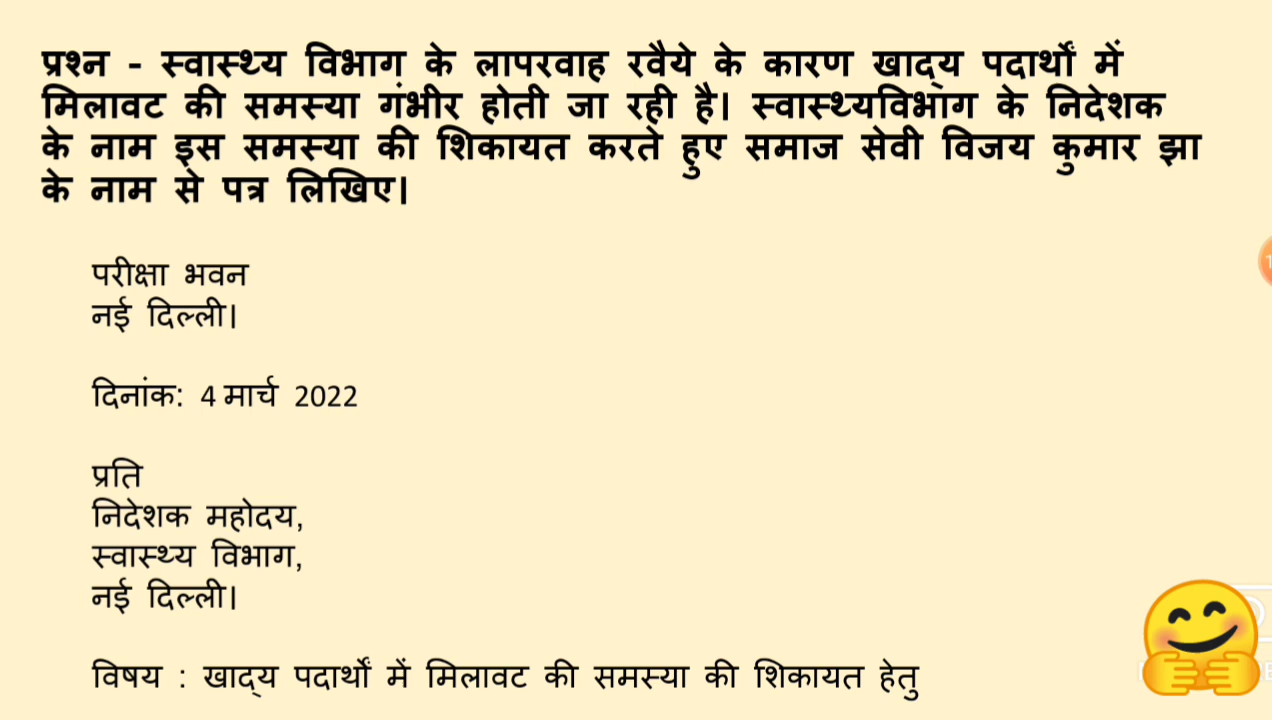 प्रश्न - स्वास्थ्य विभाग के लापरवाह रवैये के कारण खाद्य पदार्थों में
मिलावट की समस्या गंभीर होती जा रही है। स्वास्थ्यविभाग के निदेशक
के नाम इस समस्या की शिकायत करते हुए समाज सेवी विजय कुमार झा
के नाम से पत्र लिखिए।
परीक्षा भवन
नई दिल्ली।
दिनांक: 4 मार्च 2022
प्रति
निदेशक महोदय,
स्वास्थ्य विभाग,
नई दिल्ली।
विषय : खाद्य पदार्थों में मिलावट की समस्या की शिकायत हेतु